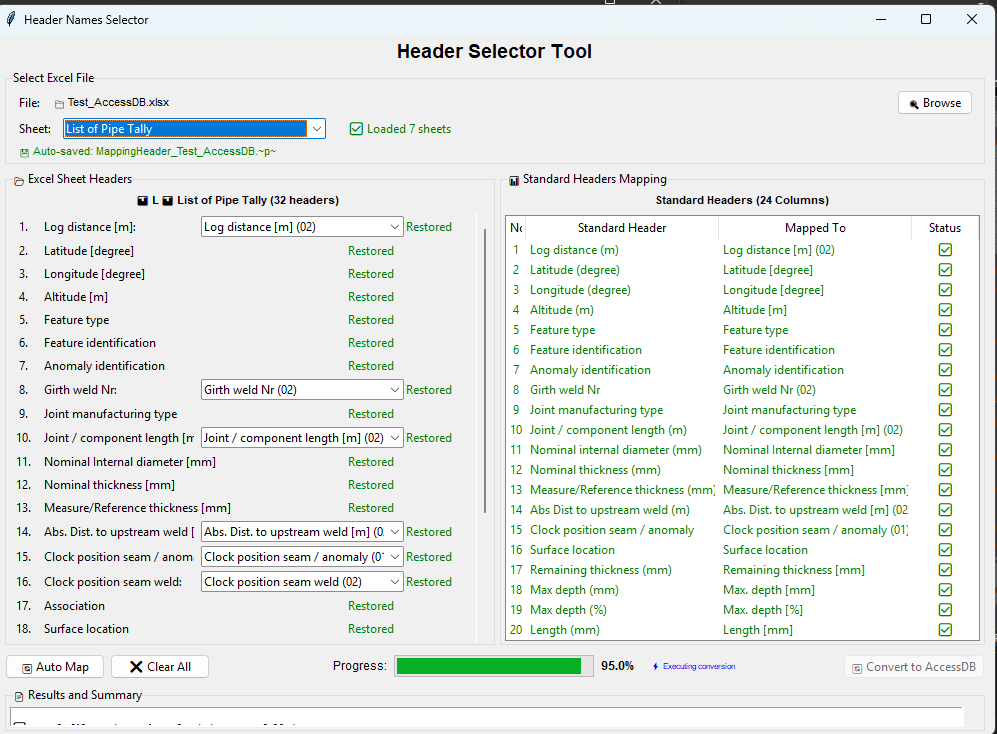 Header Names Selector
Header Selector Tool
Select Excel File
File: Test_AccessDB.xlsx
Browse
Sheet: List of Pipe Tally
Loaded 7 sheets
Auto-saved: MappingHeader_Test_AccessDB.~p~
Excel Sheet Headers
L List of Pipe Tally (32 headers)
1. Log distance [m]: Log distance [m] (02) Restored
2. Latitude [degree] Restored
3. Longitude [degree] Restored
4. Altitude [m] Restored
5. Feature type Restored
6. Feature identification Restored
7. Anomaly identification Restored
8. Girth weld Nr: Girth weld Nr (02) Restored
9. Joint manufacturing type Restored
10. Joint / component length [m Joint / component length [m] (02) Restored
11. Nominal Internal diameter [mm] Restored
12. Nominal thickness [mm] Restored
13. Measure/Reference thickness [mm] Restored
14. Abs. Dist. to upstream weld [ Abs. Dist. to upstream weld [m] (0 Restored
15. Clock position seam / anom Clock position seam / anomaly (0 Restored
16. Clock position seam weld: Clock position seam weld (02) Restored
17. Association Restored
18. Surface location Restored
Standard Headers Mapping
Standard Headers (24 Columns)
Nc Standard Header Mapped To Status
1 Log distance (m) Log distance [m] (02)
2 Latitude (degree) Latitude [degree]
3 Longitude (degree) Longitude [degree]
4 Altitude (m) Altitude [m]
5 Feature type Feature type
6 Feature identification Feature identification
7 Anomaly identification Anomaly identification
8 Girth weld Nr Girth weld Nr (02)
9 Joint manufacturing type Joint manufacturing type
10 Joint / component length (m) Joint / component length [m] (02)
11 Nominal internal diameter (mm) Nominal Internal diameter [mm]
12 Nominal thickness (mm) Nominal thickness [mm]
13 Measure/Reference thickness (mm) Measure/Reference thickness [mm]
14 Abs Dist to upstream weld (m) Abs. Dist. to upstream weld [m] (02
15 Clock position seam / anomaly Clock position seam / anomaly (01)
16 Surface location Surface location
17 Remaining thickness (mm) Remaining thickness [mm]
18 Max depth (mm) Max. depth [mm]
19 Max depth (%) Max. depth [%]
20 Length (mm) Length [mm]
Auto Map
Clear All
Progress: 95.0% Executing conversion
Convert to AccessDB
Results and Summary